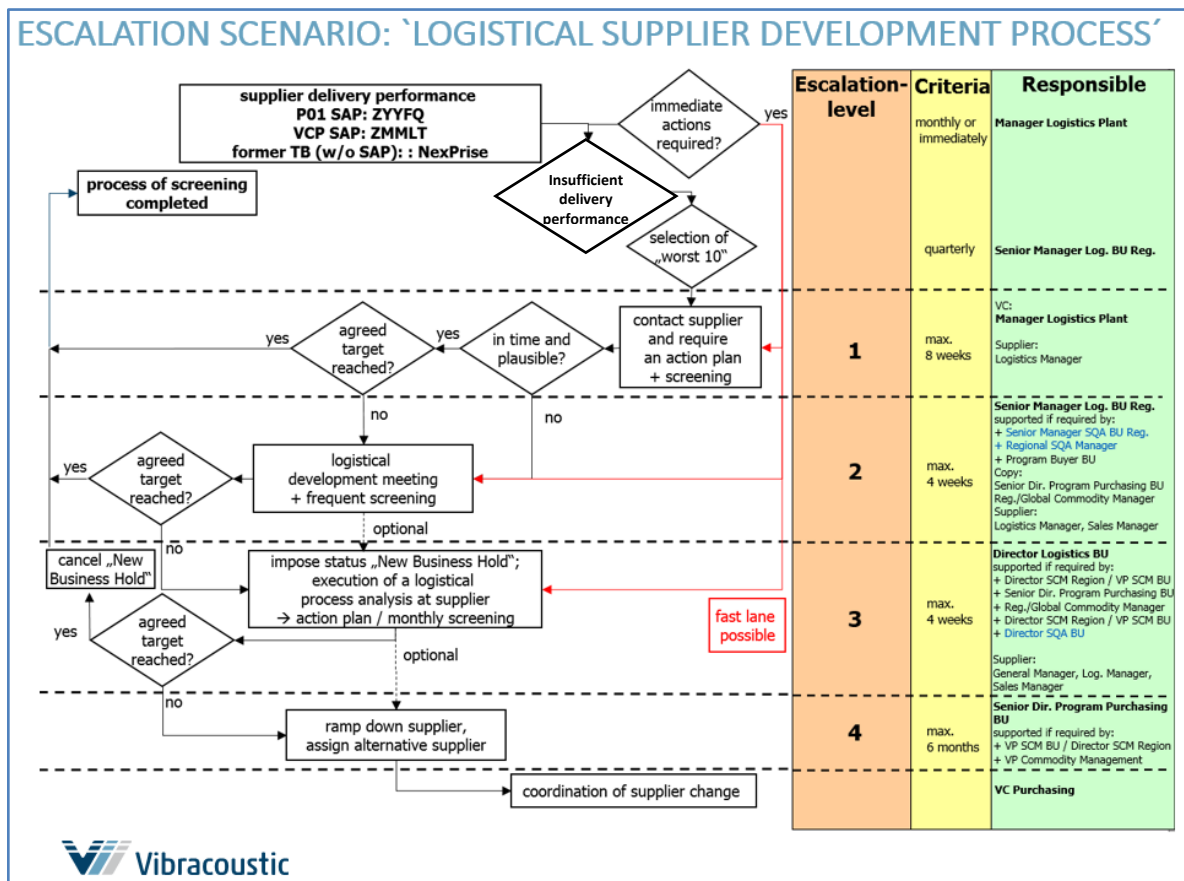 ESCALATION SCENARIO: `LOGISTICAL SUPPLIER DEVELOPMENT PROCESS´
supplier delivery performance
P01 SAP: ZYYFQ
VCP SAP: ZMMLT
former TB (w/o SAP): : NexPrise
immediate
actions
required?
yes
process of screening
completed
Insufficient
delivery
performance
selection of
„worst 10“
contact supplier
and require
an action plan
+ screening
in time and
plausible?
yes
agreed
target
reached?
yes
no
no
logistical
development meeting
+ frequent screening
agreed
target
reached?
yes
no
optional
cancel „New
Business Hold“
impose status „New Business Hold“;
execution of a logistical
process analysis at supplier
→ action plan / monthly screening
fast lane
possible
agreed
target
reached?
yes
no
optional
ramp down supplier,
assign alternative supplier
coordination of supplier change
Escalation-
level
Criteria
Responsible
monthly or
immediately
Manager Logistics Plant
quarterly
Senior Manager Log. BU Reg.
1
max.
8 weeks
VC:
Manager Logistics Plant
Supplier:
Logistics Manager
2
max.
4 weeks
Senior Manager Log. BU Reg.
supported if required by:
+ Senior Manager SQA BU Reg.
+ Regional SQA Manager
+ Program Buyer BU
Copy:
Senior Dir. Program Purchasing BU
Reg./Global Commodity Manager
Supplier:
Logistics Manager, Sales Manager
3
max.
4 weeks
Director Logistics BU
supported if required by:
+ Director SCM Region / VP SCM BU
+ Senior Dir. Program Purchasing BU
+ Reg./Global Commodity Manager
+ Director SCM Region / VP SCM BU
+ Director SQA BU
Supplier:
General Manager, Log. Manager,
Sales Manager
4
max.
6 months
Senior Dir. Program Purchasing
BU
supported if required by:
+ VP SCM BU / Director SCM Region
+ VP Commodity Management
VC Purchasing
Vibracoustic